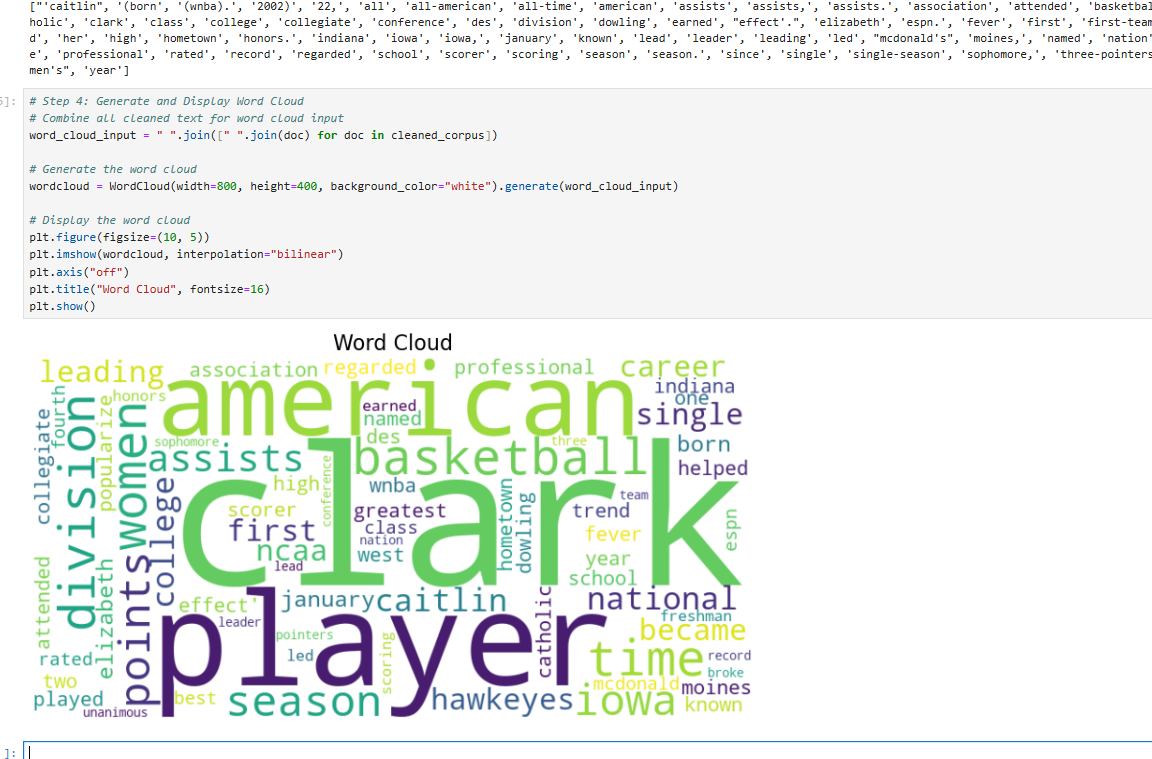 ["'caitlin", '(born', '(wnba).', '2002)', '22,', 'all', 'all-american', 'all-time', 'american', 'assists', 'assists,', 'assists.', 'association', 'attended', 'basketbal
ic', 'clark', 'class', 'college', 'collegiate', 'conference', 'des', 'division', 'dowling', 'earned', "effect'.", 'elizabeth', 'espn.', 'fever', 'first', 'first-team
d', 'her', 'high', 'hometown', 'honors.', 'indiana', 'iowa', 'iowa,', 'january', 'known', 'lead', 'leader', 'leading', 'led', "mcdonald's", 'moines,', 'named', 'nation'
e', 'professional', 'rated', 'record', 'regarded', 'school', 'scorer', 'scoring', 'season', 'season.', 'since', 'single', 'single-season', 'sophomore,', 'three-pointers
men's", 'year']
5]:
# Step 4: Generate and Display Word Cloud
# Combine all cleaned text for word cloud input
word_cloud_input = " ".join([" ".join(doc) for doc in cleaned_corpus])
# Generate the word cloud
wordcloud = WordCloud(width=800, height=400, background_color="white").generate(word_cloud_input)
# Display the word cloud
plt.figure(figsize=(10, 5))
plt.imshow(wordcloud, interpolation="bilinear")
plt.axis("off")
plt.title("Word Cloud", fontsize=16)
plt.show()
Word Cloud
leading
association
regarded
professional
career
american
indiana
one
honors
fourth
collegiate
popularize
division
women
earned
named
single
des
sophomore
three
born
assists
basketball
helped
college
high
conference
wnba
hometown
dowling
team
clark
scorer
greatest
trend
first
class
nation
fever
espn
ncaa
west
year
lead
school
attended
elizabeth
points
effect'
january
caitlin
catholic
national
leader
freshman
player
pointers
became
rated
led
scoring
time
record
broke
two
mcdonald
moines
played
best
season
hawkeyes
iowa
known
unanimous
]: